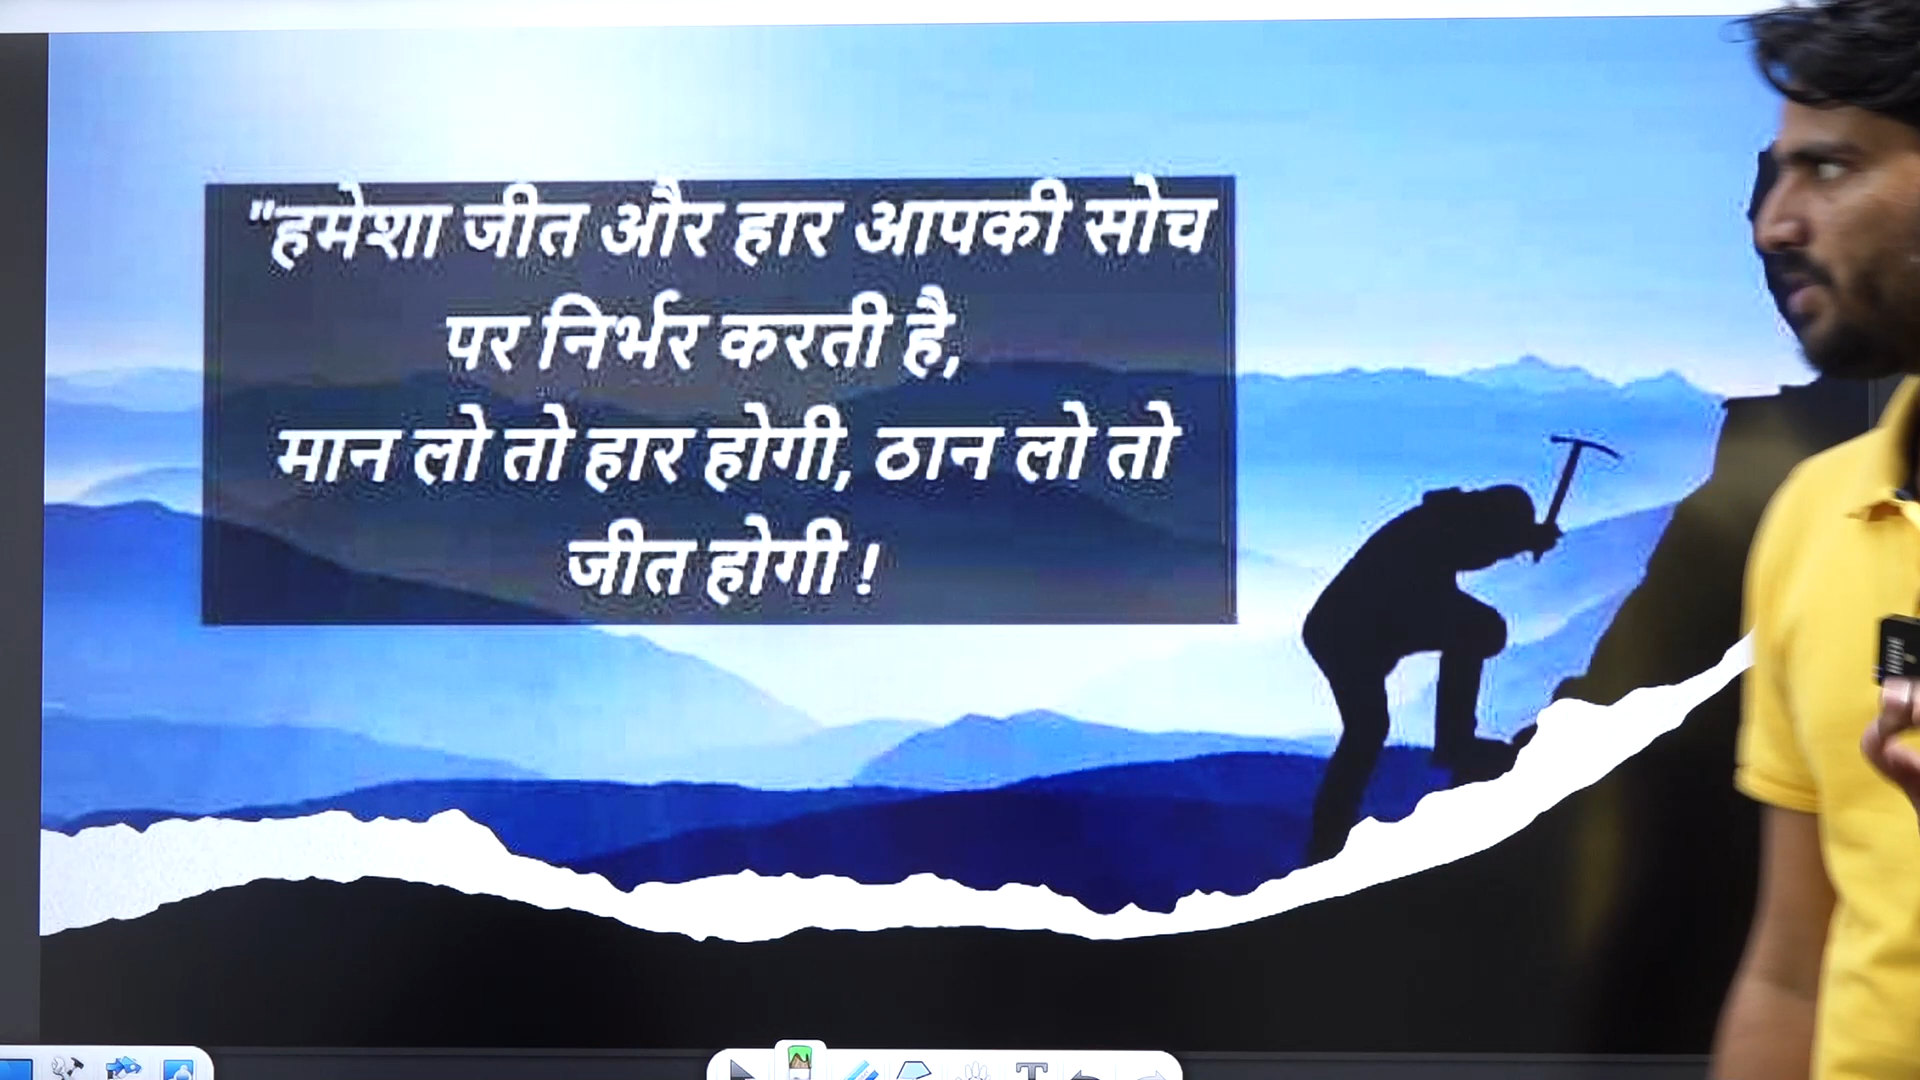 "हमेशा जीत और हार आपकी सोच
पर निर्भर करती है,
मान लो तो हार होगी, ठान लो तो
जीत होगी !
T